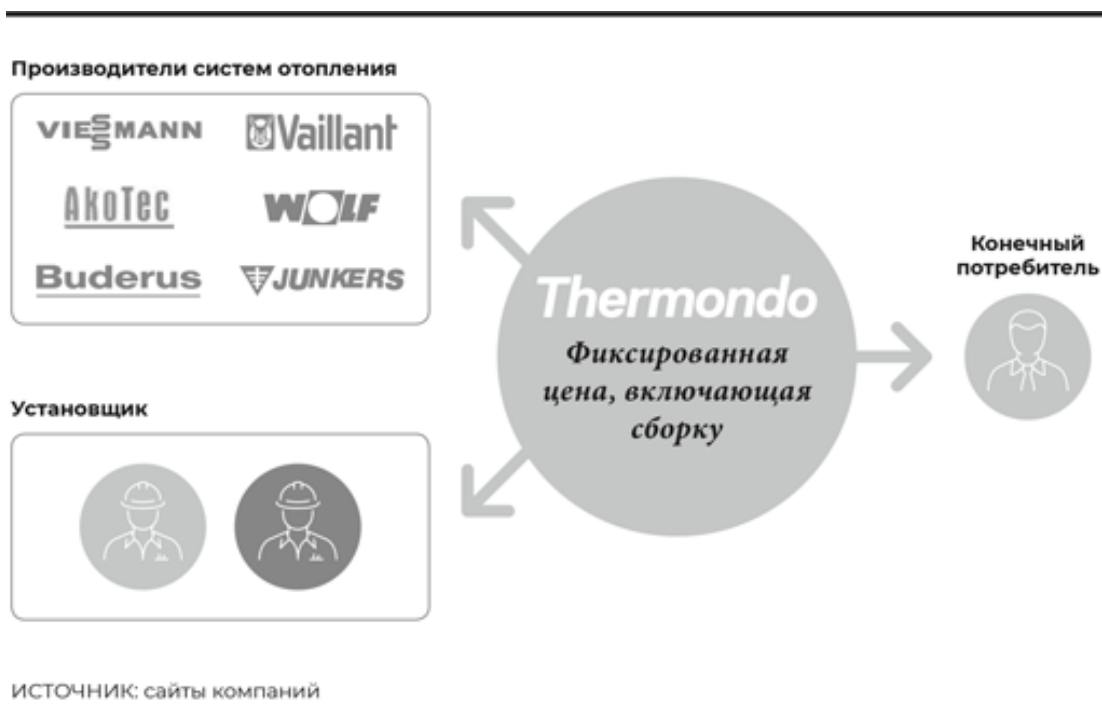 Производители систем отопления
VIESSMANN
Vaillant
AkoTec
WOLF
Buderus
JUNKERS
Установщик
Thermondo
Фиксированная
цена, включающая
сборку
Конечный
потребитель
ИСТОЧНИК: сайты компаний